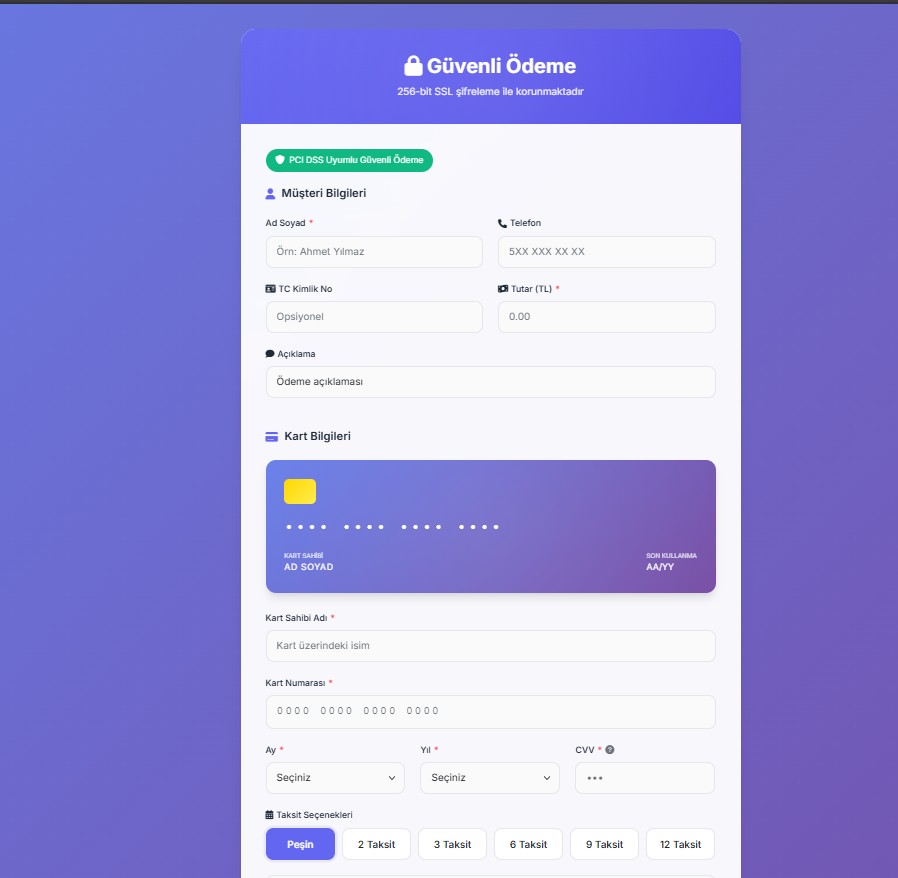 Güvenli Ödeme
256-bit SSL şifreleme ile korunmaktadır
PCI DSS Uyumlu Güvenli Ödeme
Müşteri Bilgileri
Ad Soyad * Telefon
Örn: Ahmet Yılmaz 5XX XXX XX XX
TC Kimlik No Tutar (TL) *
Opsiyonel 0.00
Açıklama
Ödeme açıklaması
Kart Bilgileri
•••• •••• •••• ••••
KART SAHİBİ SON KULLANMA
AD SOYAD AA/YY
Kart Sahibi Adı *
Kart üzerindeki isim
Kart Numarası *
0000 0000 0000 0000
Ay * Yıl * CVV * ?
Seçiniz Seçiniz •••
Taksit Seçenekleri
Peşin 2 Taksit 3 Taksit 6 Taksit 9 Taksit 12 Taksit